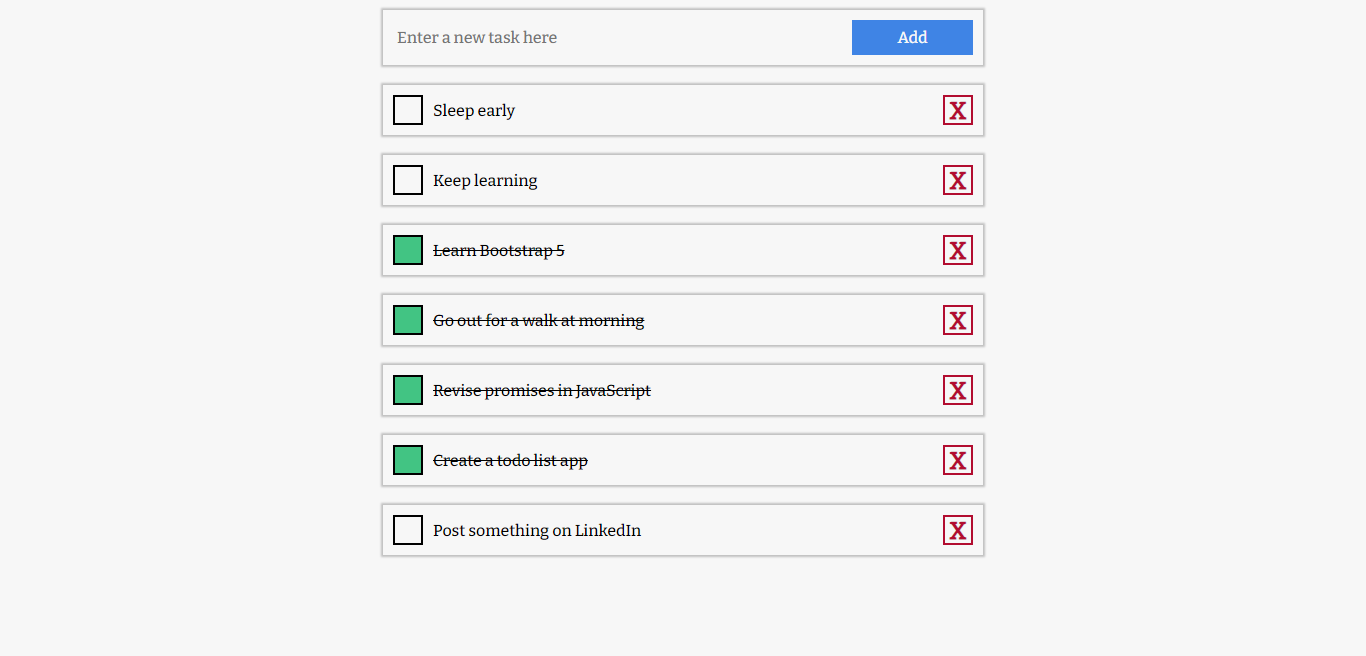 Enter a new task here
Add
Sleep early
X
Keep learning
X
Learn Bootstrap 5
X
Go out for a walk at morning
X
Revise promises in JavaScript
X
Create a todo list app
X
Post something on LinkedIn
X